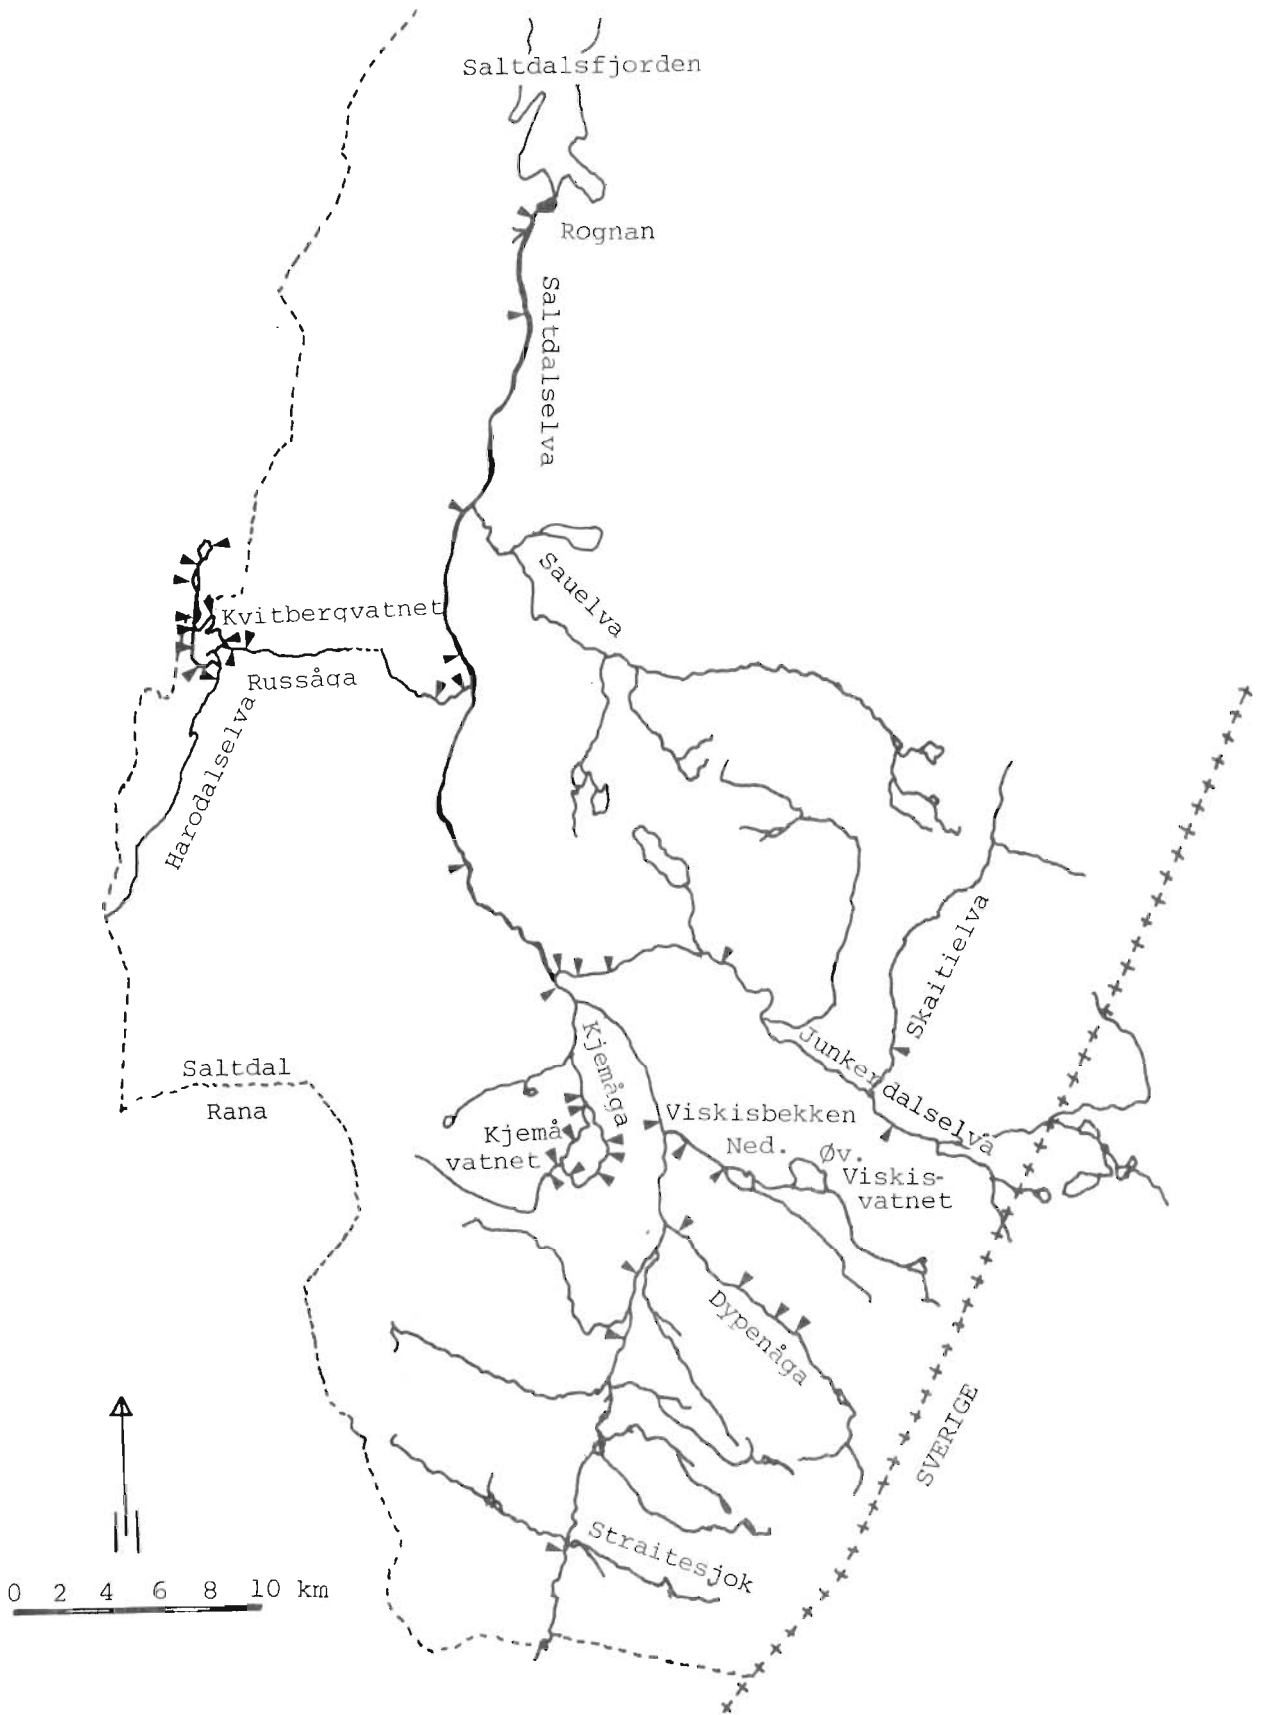 Saltdalsfjorden
Rognan
Saltdalselva
Sauelva
Kvitbergvatnet
Russåga
Harodalselva
Skaitielva
Junkerdalselva
Kjemåga
Saltdal
Rana
Viskisbekken
Kjemå
vatnet
Ned. Øv.
Viskis-
vatnet
Dypenåga
SVERIGE
Straitesjok
0 2 4 6 8 10 km